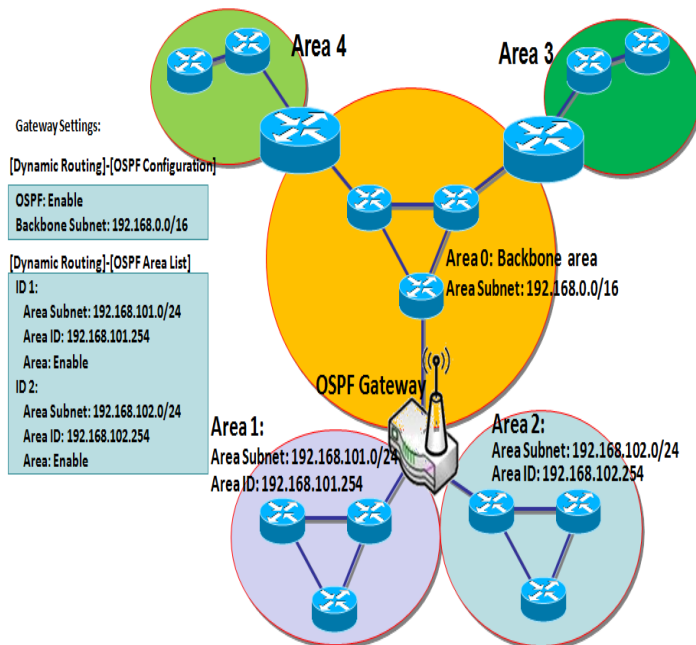 Area 4
Area 3
Gateway Settings:
[Dynamic Routing]-[OSPF Configuration]
OSPF: Enable
Backbone Subnet: 192.168.0.0/16
[Dynamic Routing]-[OSPF Area List]
ID 1:
Area Subnet: 192.168.101.0/24
Area ID: 192.168.101.254
Area: Enable
ID 2:
Area Subnet: 192.168.102.0/24
Area ID: 192.168.102.254
Area: Enable
Area 0: Backbone area
Area Subnet: 192.168.0.0/16
OSPF Gateway
Area 1:
Area Subnet: 192.168.101.0/24
Area ID: 192.168.101.254
Area 2:
Area Subnet: 192.168.102.0/24
Area ID: 192.168.102.254